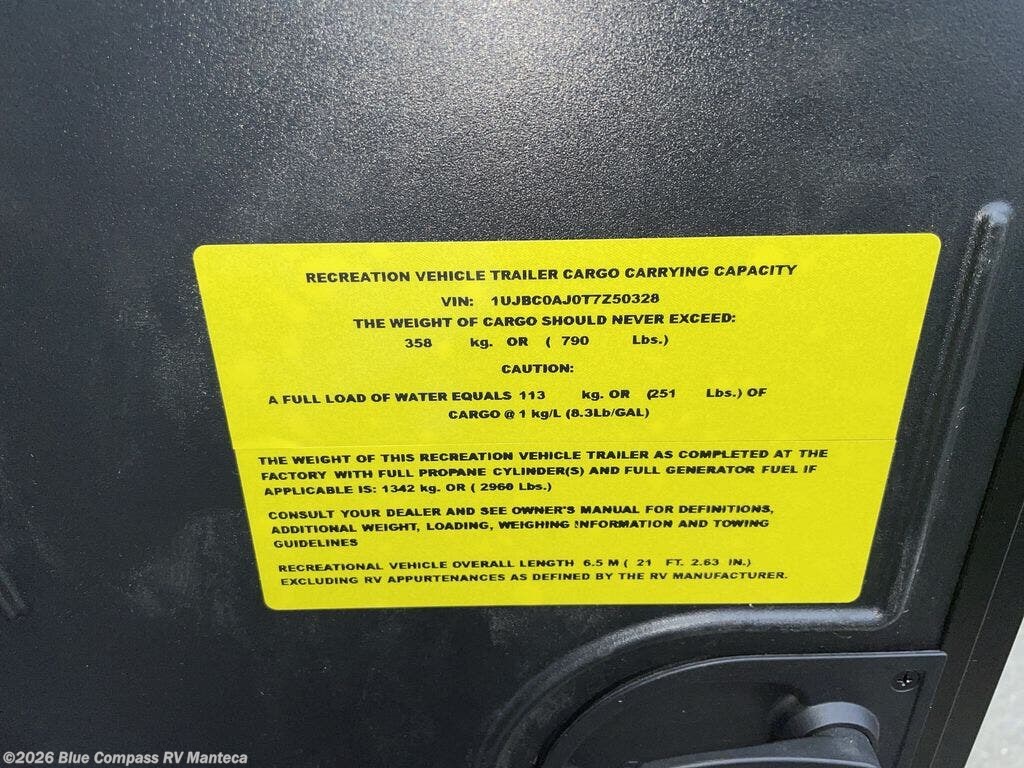 RECREATION VEHICLE TRAILER CARGO CARRYING CAPACITY
VIN: 1UJBC0AJ0T7Z50328
THE WEIGHT OF CARGO SHOULD NEVER EXCEED:
358 kg. OR ( 790 Lbs.)
CAUTION:
A FULL LOAD OF WATER EQUALS 113 kg. OR (251 Lbs.) OF
CARGO @ 1 kg/L (8.3Lb/GAL)
THE WEIGHT OF THIS RECREATION VEHICLE TRAILER AS COMPLETED AT THE
FACTORY WITH FULL PROPANE CYLINDER(S) AND FULL GENERATOR FUEL IF
APPLICABLE IS: 1342 kg. OR ( 2960 Lbs.)
CONSULT YOUR DEALER AND SEE OWNER'S MANUAL FOR DEFINITIONS,
ADDITIONAL WEIGHT, LOADING, WEIGHING INFORMATION AND TOWING
GUIDELINES
RECREATIONAL VEHICLE OVERALL LENGTH 6.5 M ( 21 FT. 2.63 IN.)
EXCLUDING RV APPURTENANCES AS DEFINED BY THE RV MANUFACTURER.
©2026 Blue Compass RV Manteca